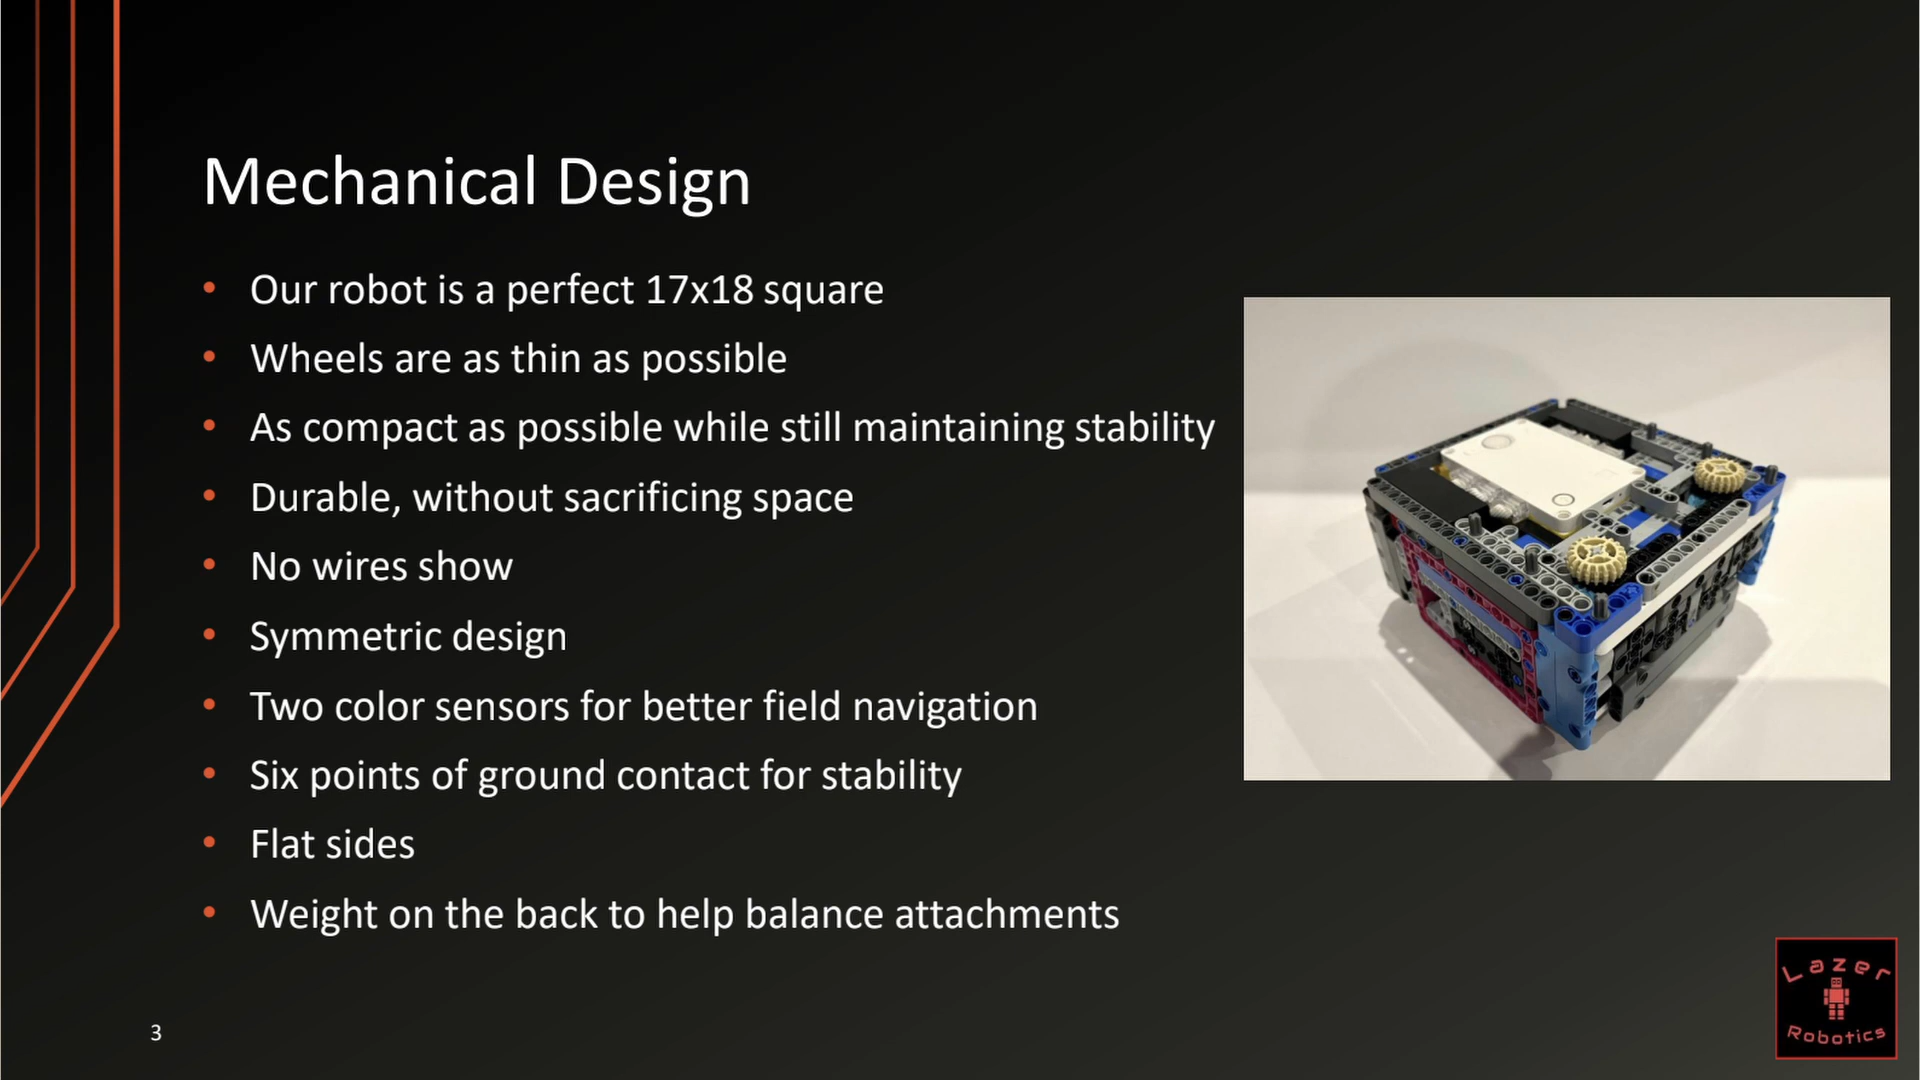 Mechanical Design
• Our robot is a perfect 17x18 square
• Wheels are as thin as possible
• As compact as possible while still maintaining stability
• Durable, without sacrificing space
• No wires show
• Symmetric design
• Two color sensors for better field navigation
• Six points of ground contact for stability
• Flat sides
• Weight on the back to help balance attachments
3
Lazer
Robotics